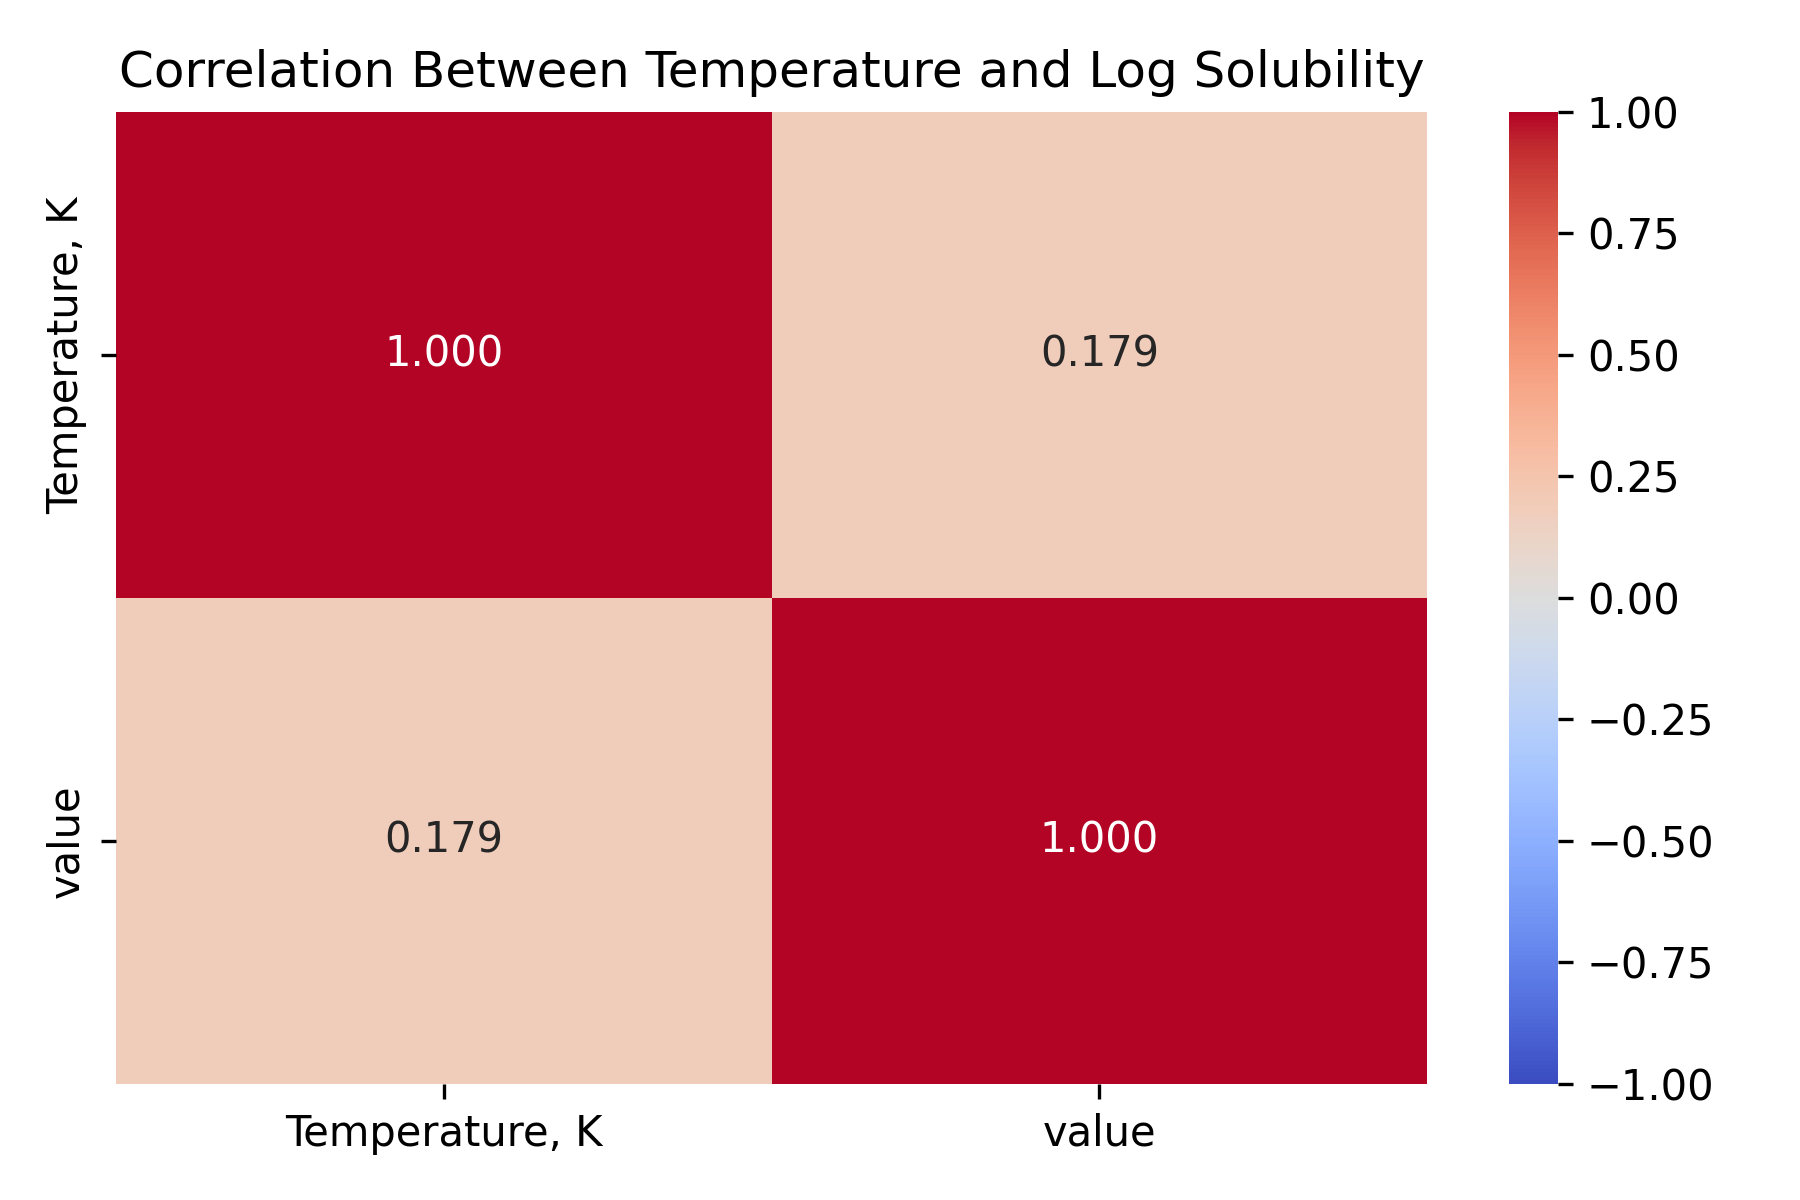 Correlation Between Temperature and Log Solubility
Temperature, K
value
1.000
0.179
0.179
1.000
Temperature, K
value
1.00
0.75
0.50
0.25
0.00
−0.25
−0.50
−0.75
−1.00